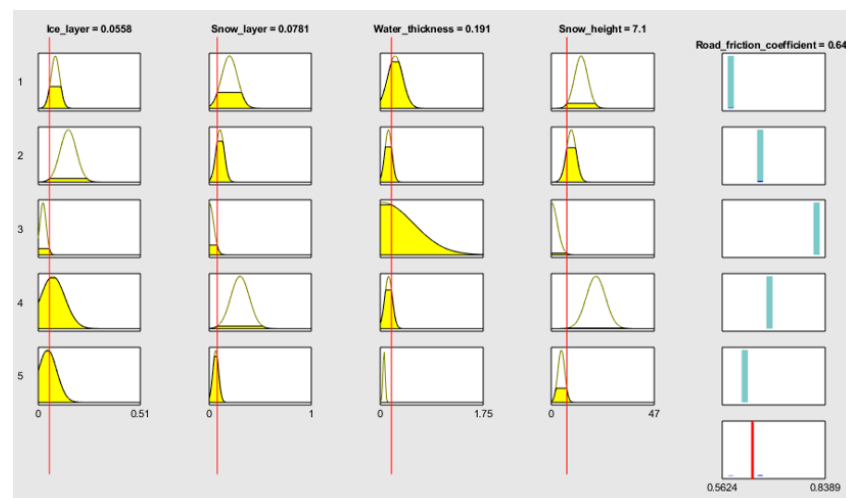 Ice_layer = 0.0558
Snow_layer = 0.0781
Water_thickness = 0.191
Snow_height = 7.1
Road_friction_coefficient = 0.64
1
2
3
4
5
0 0.51
0 1
0 1.75
0 47
0.5624 0.8389